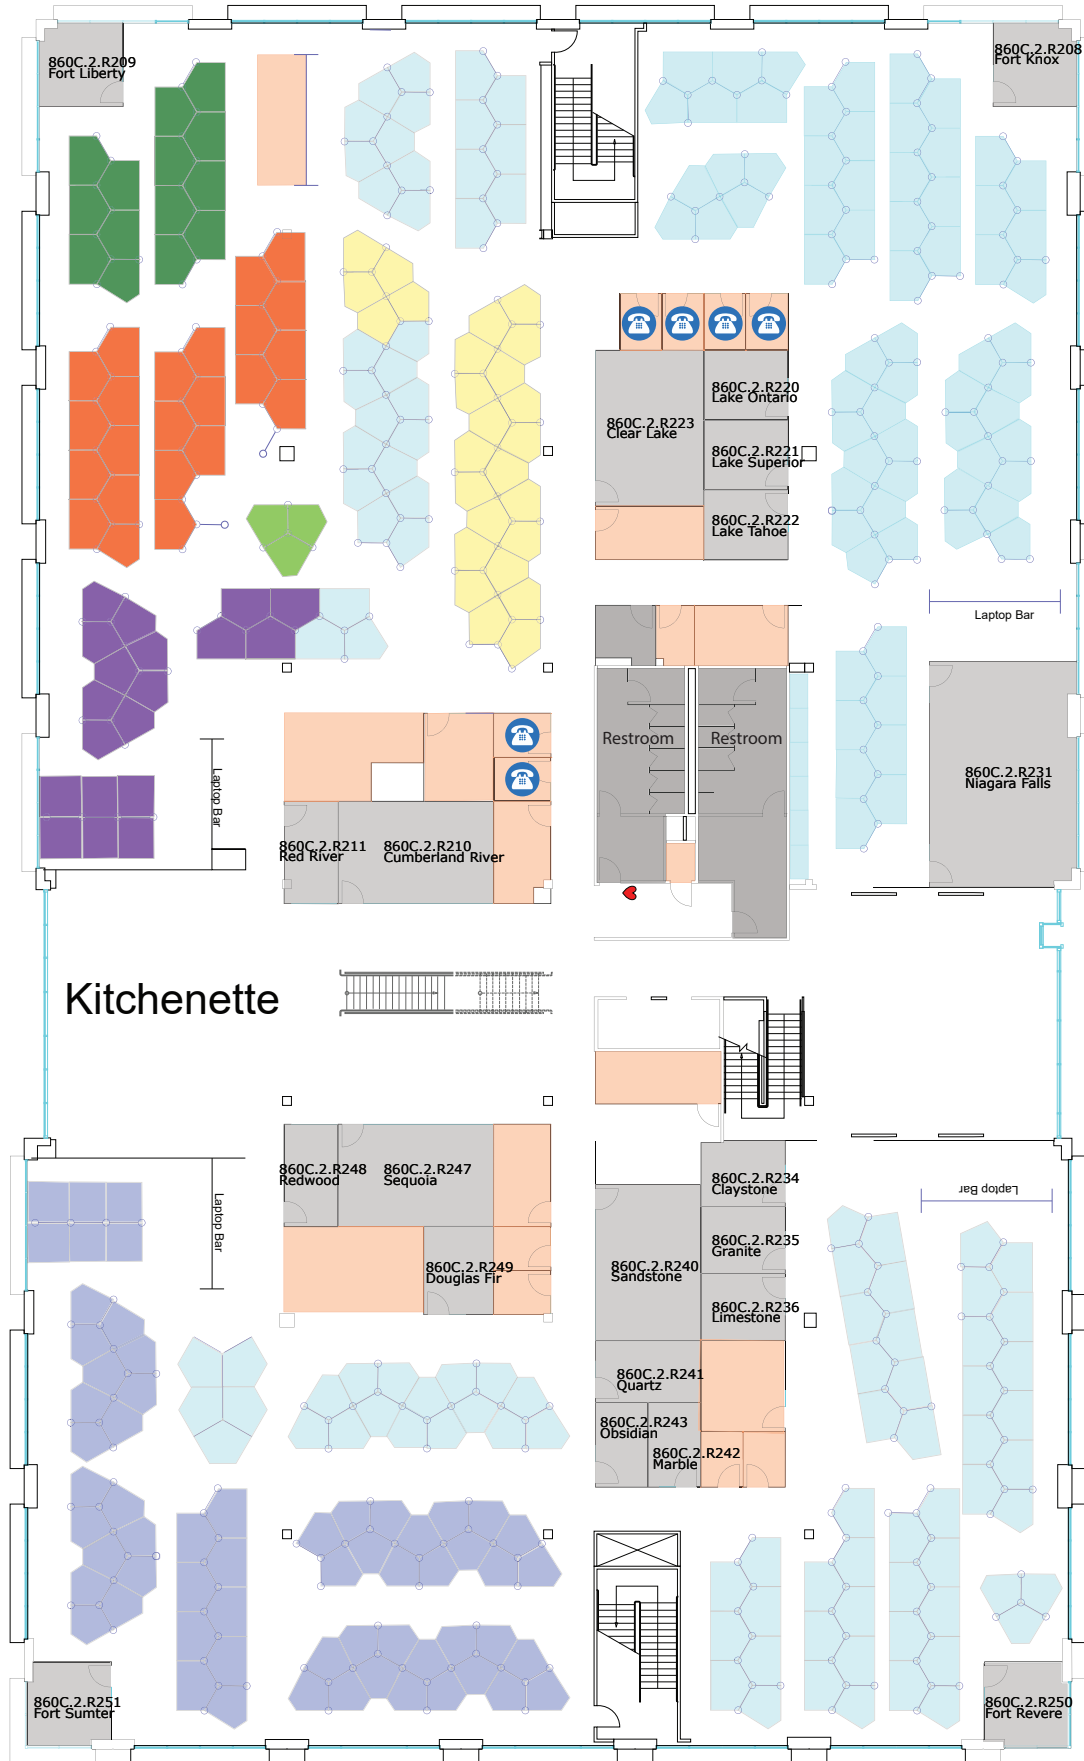 860C.2.R209
Fort Liberty
860C.2.R208
Fort Knox
860C.2.R220
Lake Ontario
860C.2.R223
Clear Lake
860C.2.R221
Lake Superior
860C.2.R222
Lake Tahoe
Laptop Bar
Restroom
Restroom
860C.2.R231
Niagara Falls
Laptop Bar
860C.2.R211
Red River
860C.2.R210
Cumberland River
Kitchenette
860C.2.R248
Redwood
860C.2.R247
Sequoia
860C.2.R234
Claystone
Laptop Bar
Laptop Bar
860C.2.R235
Granite
860C.2.R240
Sandstone
860C.2.R249
Douglas Fir
860C.2.R236
Limestone
860C.2.R241
Quartz
860C.2.R243
Obsidian
860C.2.R242
Marble
860C.2.R251
Fort Sumter
860C.2.R250
Fort Revere